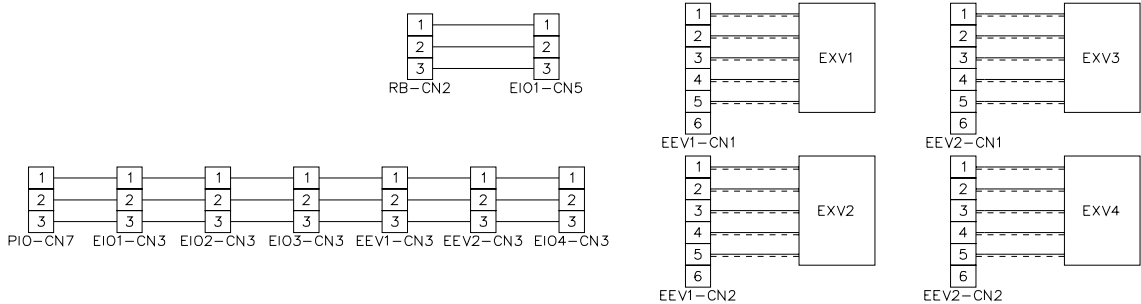 1 1
2 2
3 3
RB-CN2 EIO1-CN5
1 1 1 1 1 1 1
2 2 2 2 2 2 2
3 3 3 3 3 3 3
PIO-CN7 EIO1-CN3 EIO2-CN3 EIO3-CN3 EEV1-CN3 EEV2-CN3 EIO4-CN3
1
2
3 EXV1
4
5
6
EEV1-CN1
1
2
3 EXV3
4
5
6
EEV2-CN1
1
2
3 EXV2
4
5
6
EEV1-CN2
1
2
3 EXV4
4
5
6
EEV2-CN2